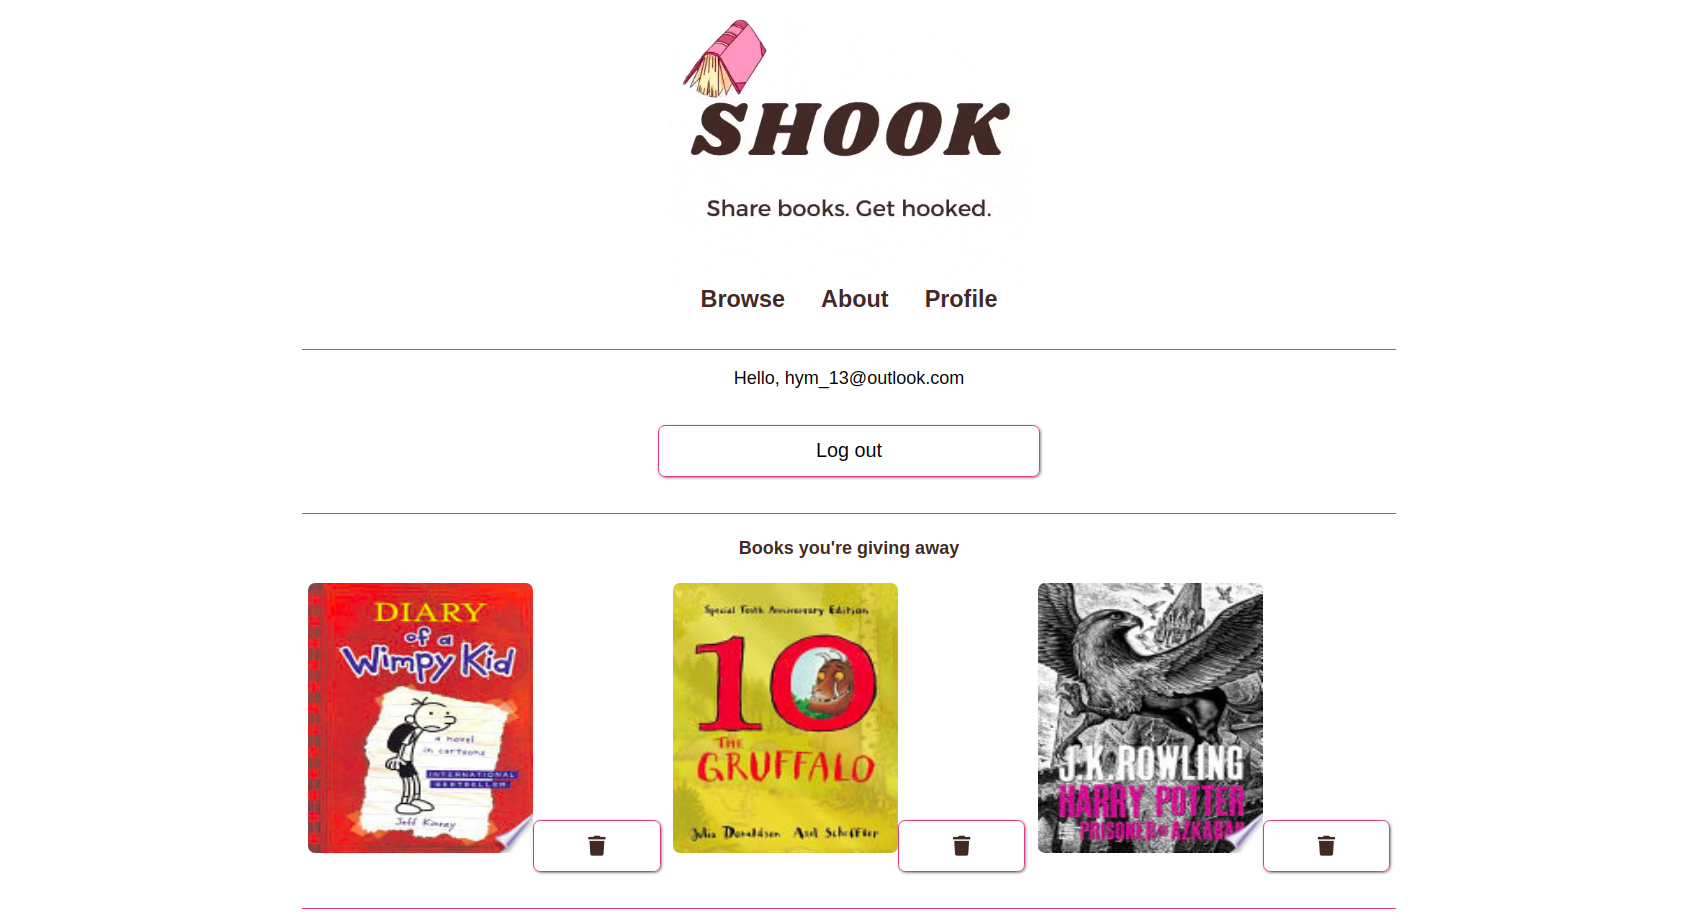 SHOOK
Share books. Get hooked.
Browse About Profile
Hello, hym_13@outlook.com
Log out
Books you're giving away
DIARY
of a
Wimpy Kid
a novel
in cartoons
INTERNATIONAL
BESTSELLER
Jeff Kinney
Special Tenth Anniversary Edition
10
THE
GRUFFALO
Julia Donaldson Axel Scheffler
J.K.ROWLING
HARRY POTTER
PRISONER OF AZKABAN